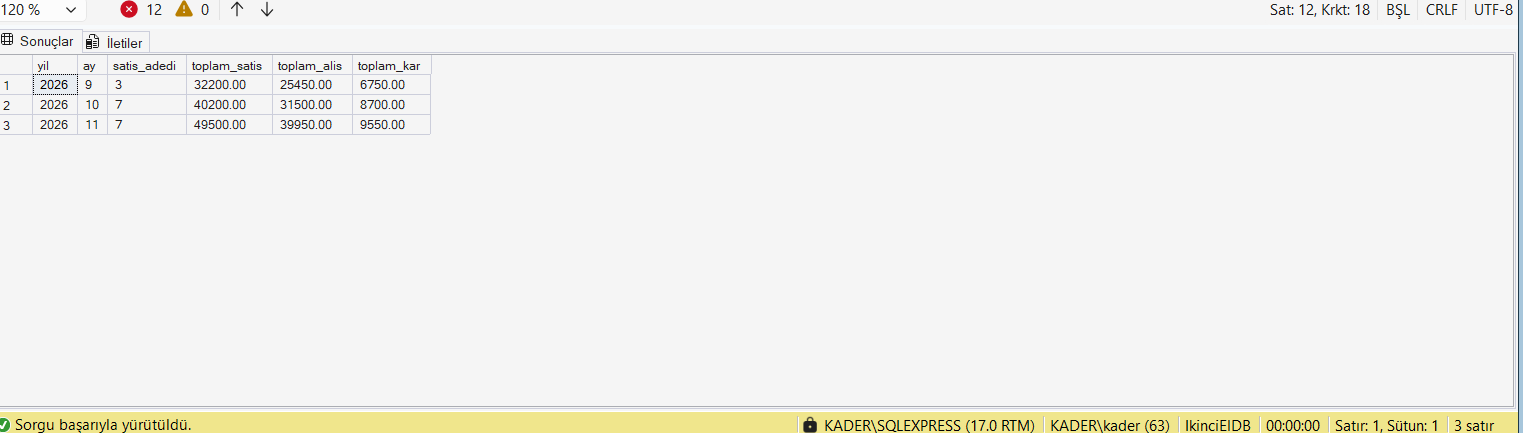 120 % 12 0 Sat: 12, Krkt: 18 BŞL CRLF UTF-8
Sonuçlar İletiler
yil ay satis_adedi toplam_satis toplam_alis toplam_kar
1 2026 9 3 32200.00 25450.00 6750.00
2 2026 10 7 40200.00 31500.00 8700.00
3 2026 11 7 49500.00 39950.00 9550.00
Sorgu başarıyla yürütüldü. KADER\SQLEXPRESS (17.0 RTM) KADER\kader (63) IkinciElDB 00:00:00 Satır: 1, Sütun: 1 3 satır